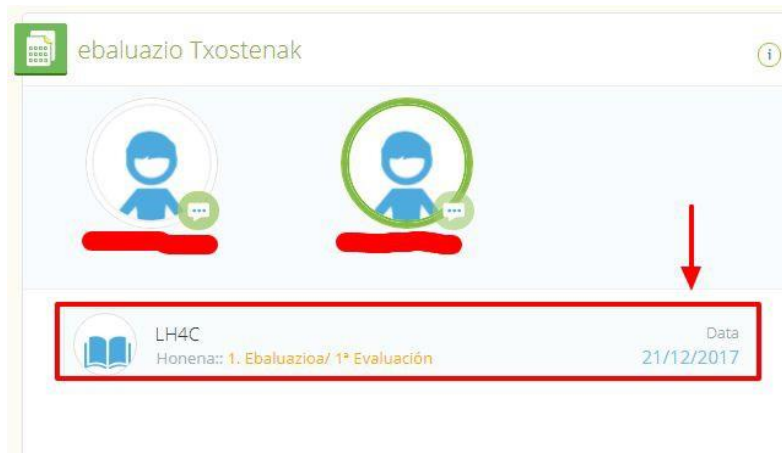 ebaluazio Txostenak
i
LH4C
Honena:: 1. Ebaluazioa/ 1ª Evaluación
Data
21/12/2017